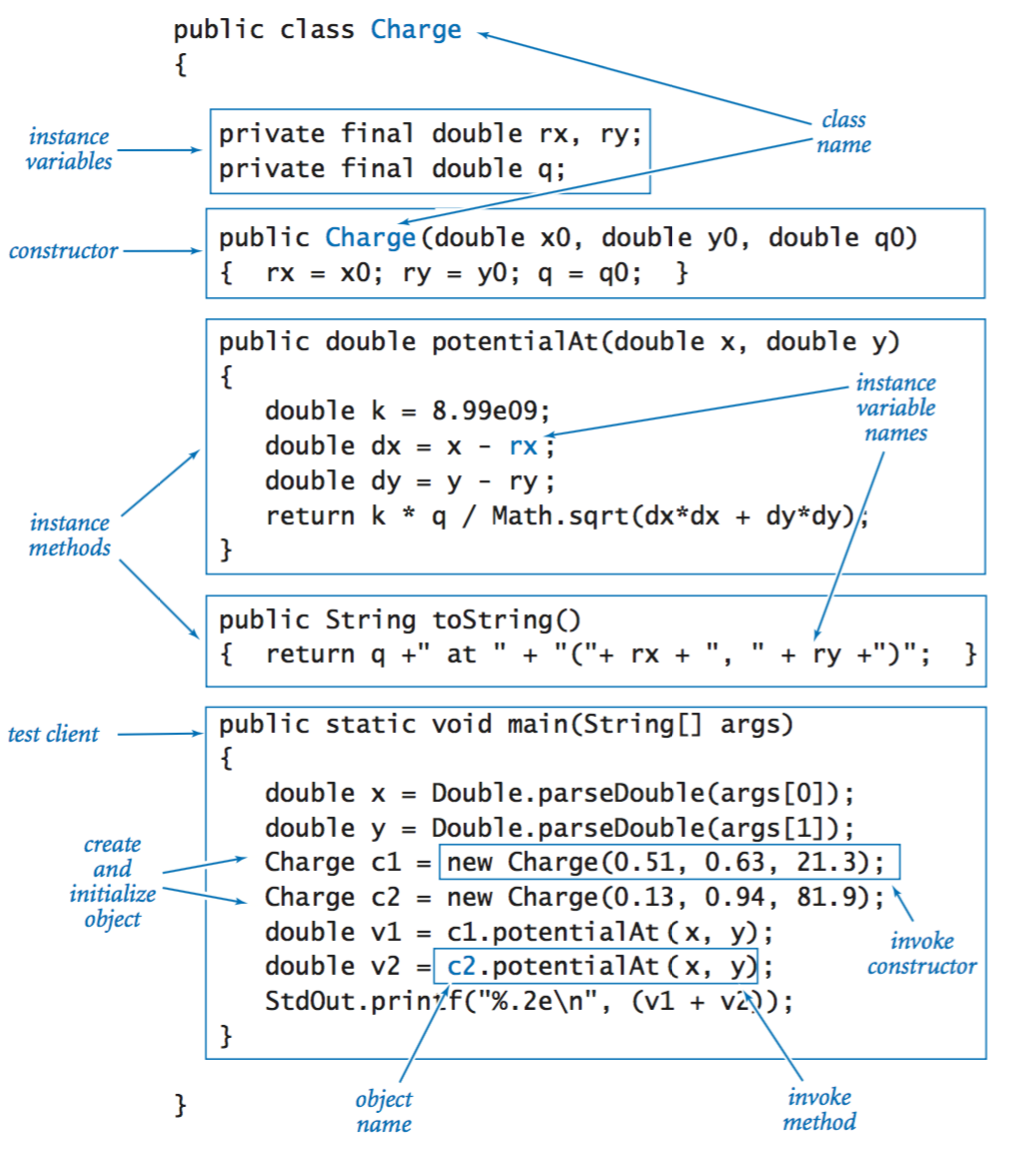 public class Charge
{
class
name
instance
variables
private final double rx, ry;
private final double q;
constructor
public Charge(double x0, double y0, double q0)
{ rx = x0; ry = y0; q = q0; }
instance
methods
public double potentialAt(double x, double y)
{
double k = 8.99e09;
double dx = x - rx;
double dy = y - ry;
return k * q / Math.sqrt(dx*dx + dy*dy);
}
instance
variable
names
public String toString()
{ return q +" at " + "("+ rx + ", " + ry +")"; }
test client
public static void main(String[] args)
{
double x = Double.parseDouble(args[0]);
double y = Double.parseDouble(args[1]);
Charge c1 = new Charge(0.51, 0.63, 21.3);
Charge c2 = new Charge(0.13, 0.94, 81.9);
double v1 = c1.potentialAt(x, y);
double v2 = c2.potentialAt(x, y);
StdOut.printf("%.2e\n", (v1 + v2));
}
create
and
initialize
object
invoke
constructor
}
object
name
invoke
method